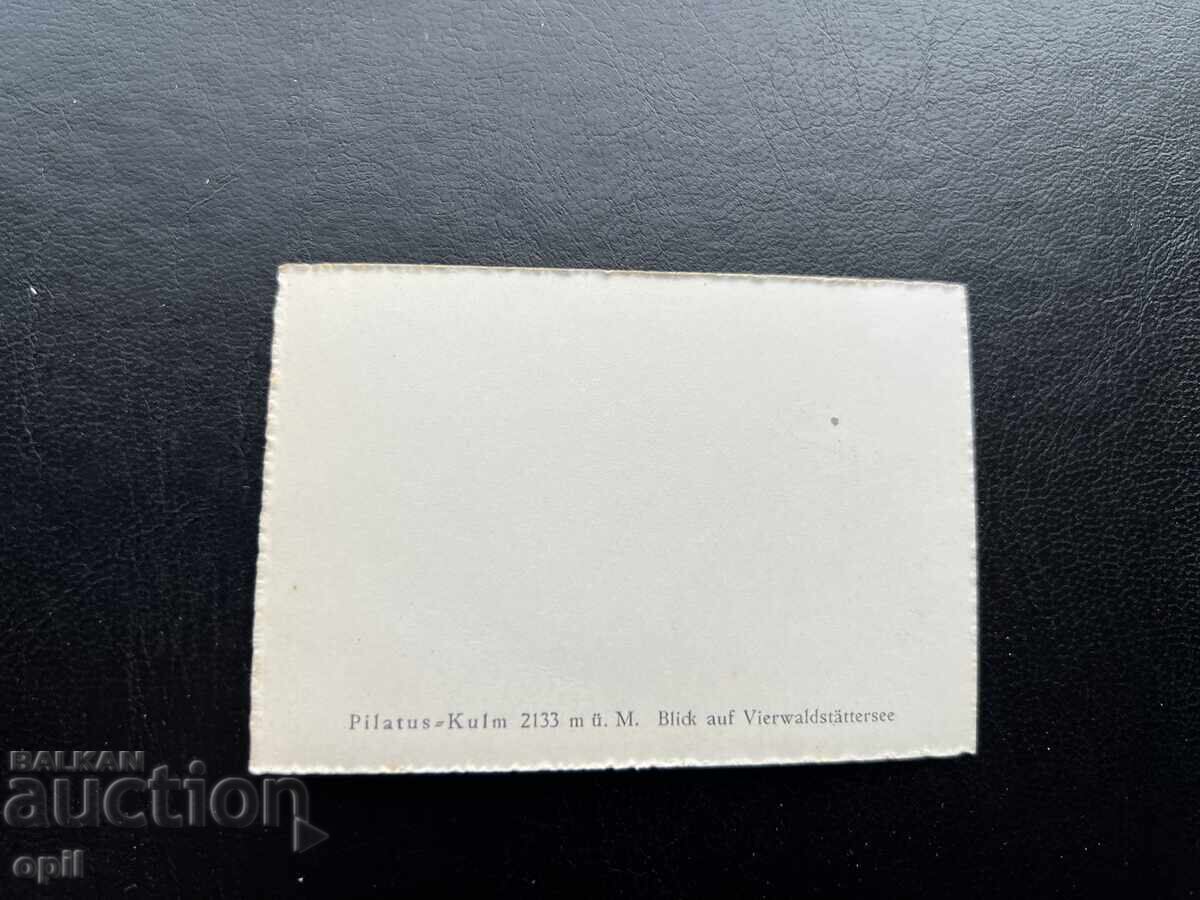 Pilatus=Kulm 2133 m ü. M. Blick auf Vierwaldstättersee
BALKAN
auction
opil